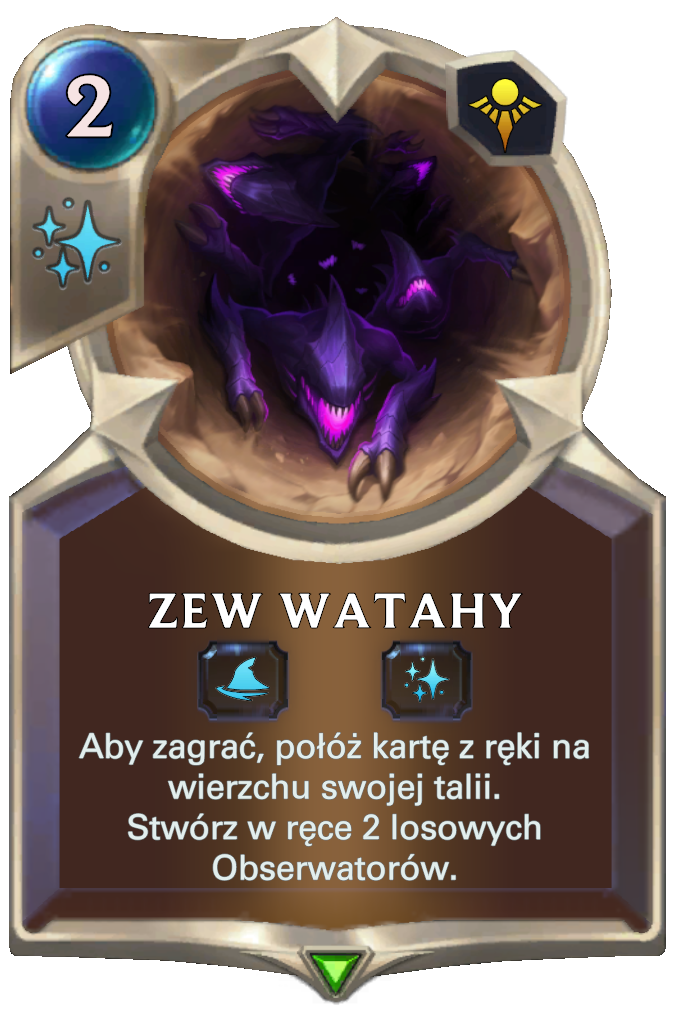 2
ZEW WATAHY
Aby zagrać, połóż kartę z ręki na
wierzchu swojej talii.
Stwórz w ręce 2 losowych
Obserwatorów.